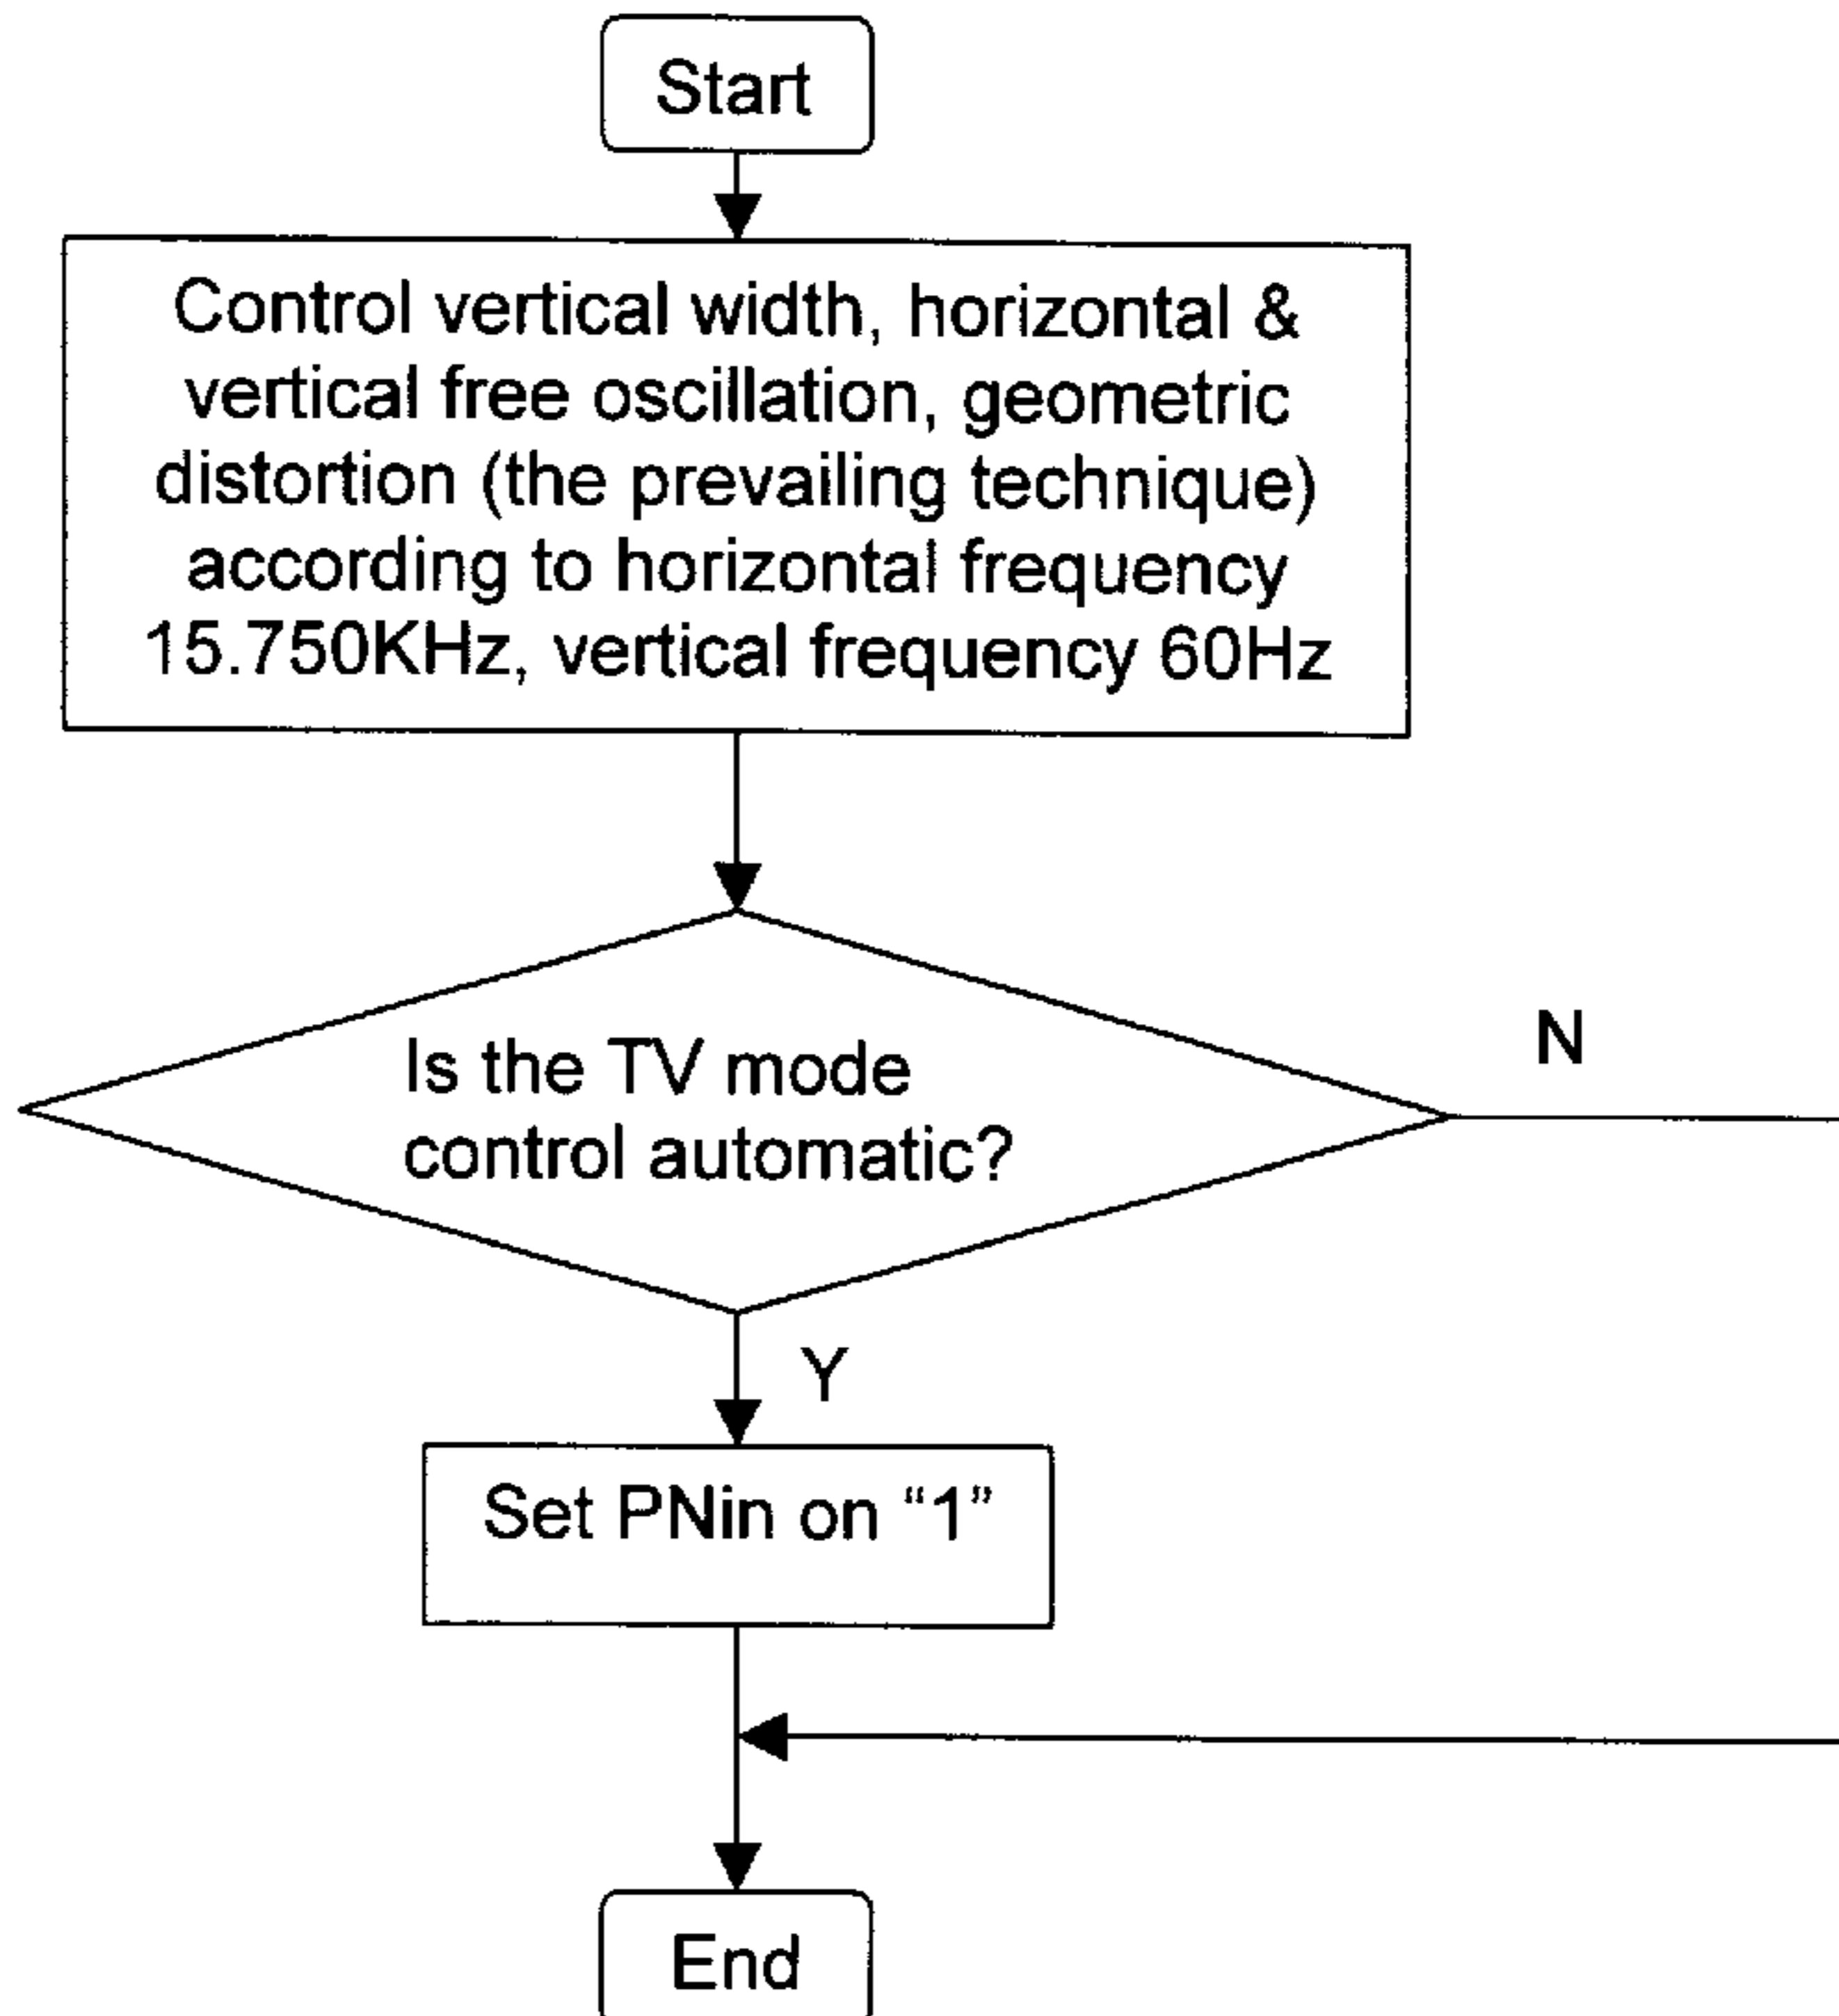 Start
Control vertical width, horizontal &
vertical free oscillation, geometric
distortion (the prevailing technique)
according to horizontal frequency
15.750KHz, vertical frequency 60Hz
Is the TV mode
control automatic?
N
Y
Set PNin on “1”
End